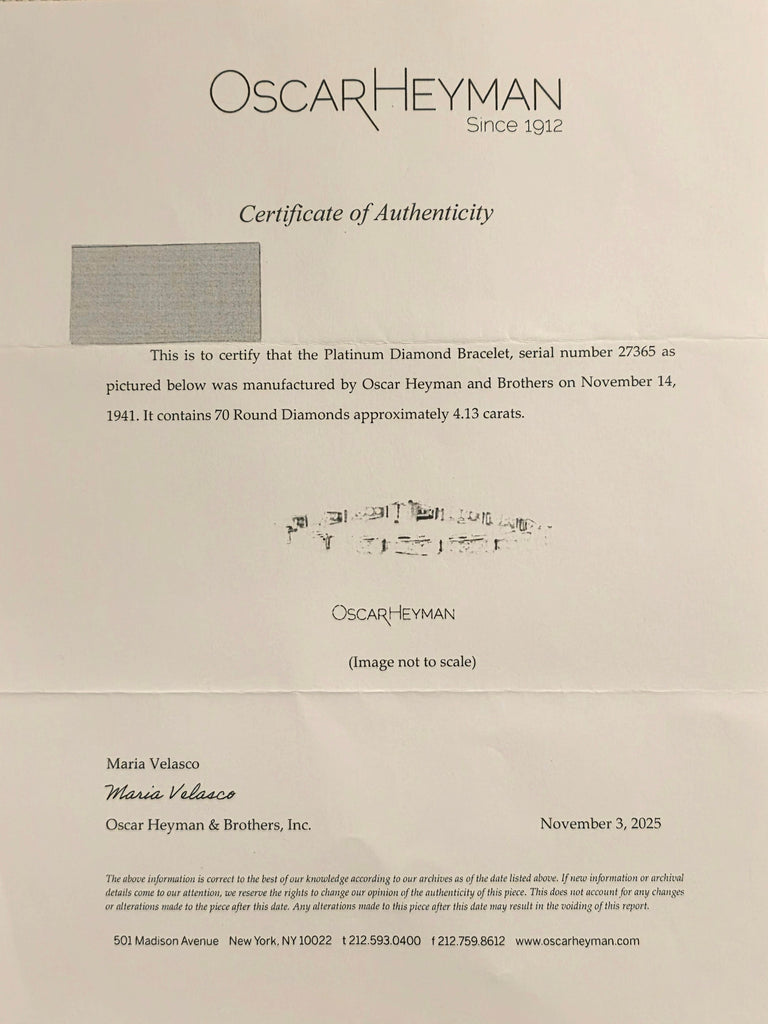 OSCARHEYMAN
Since 1912
Certificate of Authenticity
This is to certify that the Platinum Diamond Bracelet, serial number 27365 as
pictured below was manufactured by Oscar Heyman and Brothers on November 14,
1941. It contains 70 Round Diamonds approximately 4.13 carats.
OSCARHEYMAN
(Image not to scale)
Maria Velasco
Maria Velasco
Oscar Heyman & Brothers, Inc. November 3, 2025
The above information is correct to the best of our knowledge according to our archives as of the date listed above. If new information or archival
details come to our attention, we reserve the rights to change our opinion of the authenticity of this piece. This does not account for any changes
or alterations made to the piece after this date. Any alterations made to this piece after this date may result in the voiding of this report.
501 Madison Avenue New York, NY 10022 t 212.593.0400 f 212.759.8612 www.oscarheyman.com